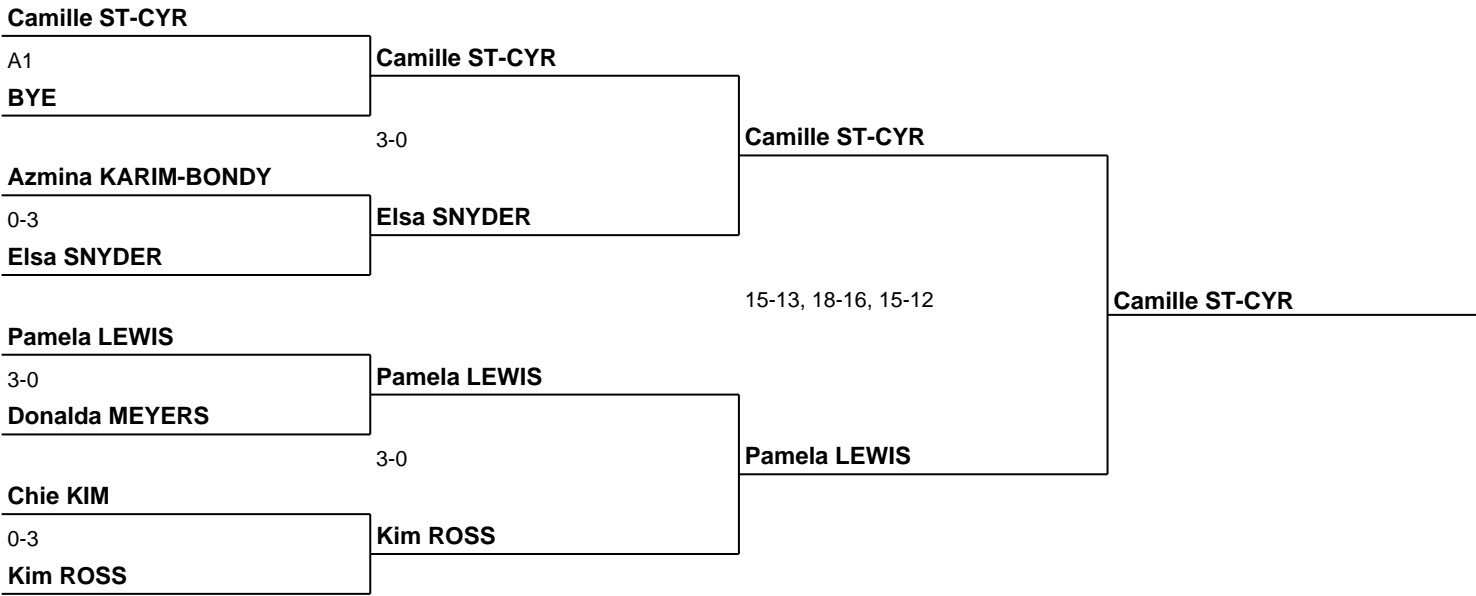 Camille ST-CYR
A1
BYE
Camille ST-CYR
3-0
Azmina KARIM-BONDY
0-3
Elsa SNYDER
Elsa SNYDER
Camille ST-CYR
15-13, 18-16, 15-12
Camille ST-CYR
Pamela LEWIS
3-0
Donalda MEYERS
Pamela LEWIS
3-0
Pamela LEWIS
Chie KIM
0-3
Kim ROSS
Kim ROSS